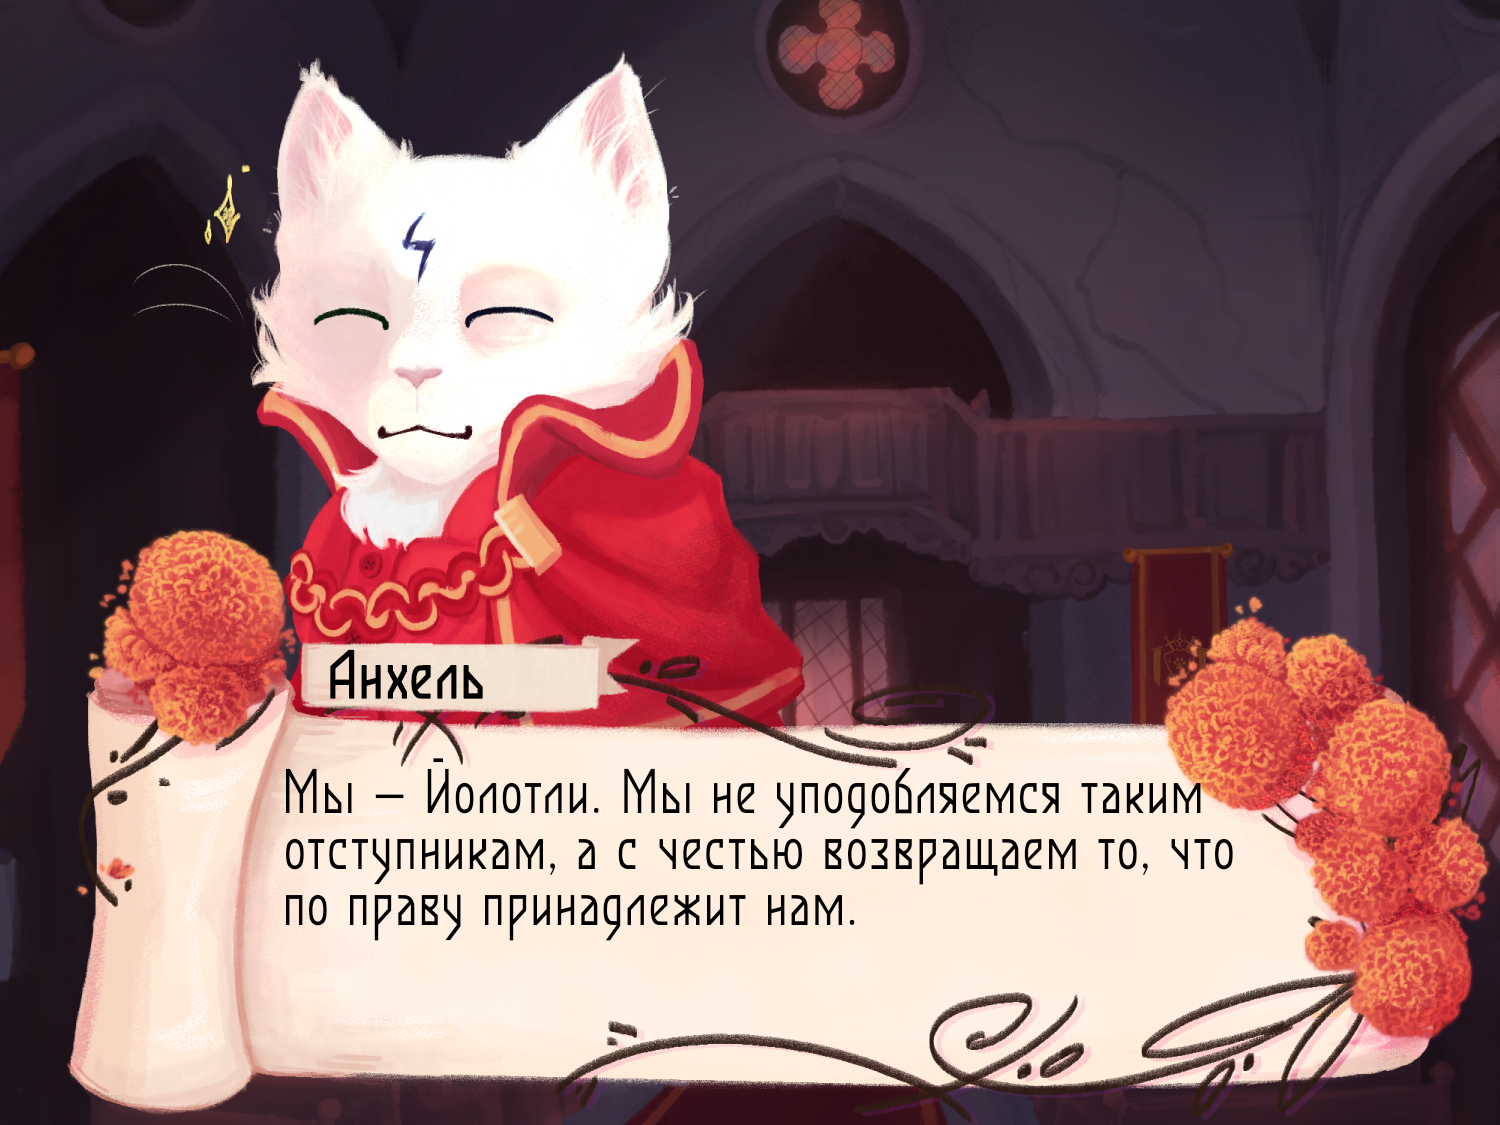 Анхель
Мы – Йолотли. Мы не уподобляемся таким
отступникам, а с честью возвращаем то, что
по праву принадлежит нам.